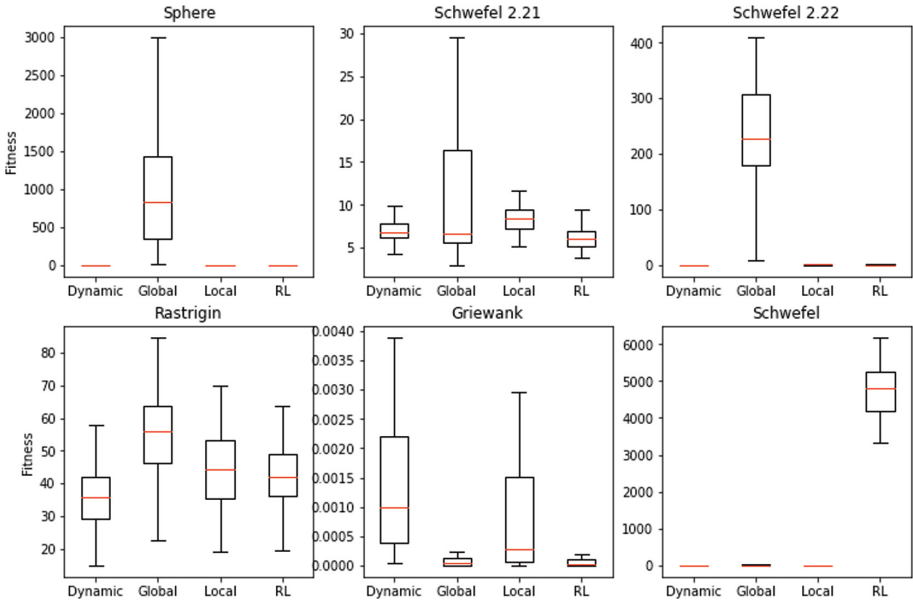 Sphere
Schwefel 2.21
Schwefel 2.22
Fitness
3000
2500
2000
1500
1000
500
0
Dynamic Global Local RL
30
25
20
15
10
5
Dynamic Global Local RL
400
300
200
100
0
Dynamic Global Local RL
Rastrigin
Griewank
Schwefel
Fitness
80
70
60
50
40
30
20
Dynamic Global Local RL
0.0040
0.0035
0.0030
0.0025
0.0020
0.0015
0.0010
0.0005
0.0000
Dynamic Global Local RL
6000
5000
4000
3000
2000
1000
0
Dynamic Global Local RL